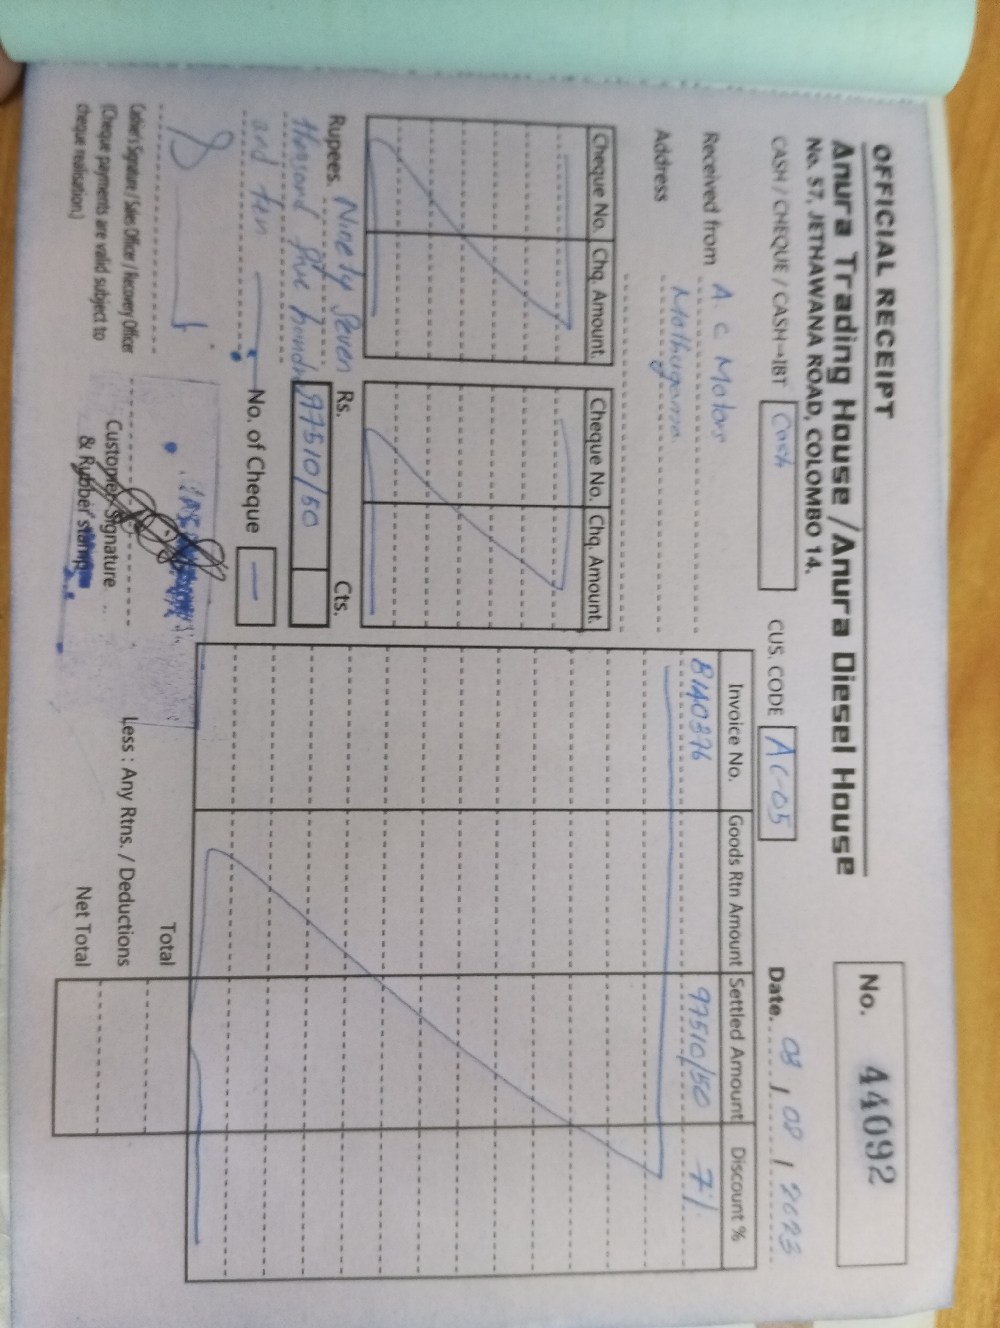 OFFICIAL RECEIPT
Anura Trading House / Anura Diesel House
No. 57, JETHAWANA ROAD, COLOMBO 14.
No. 44092
CASH / CHEQUE / CASH→IBT Cash CUS. CODE AC-05 Date. 03 / 08 / 2023
Received from A. C Motors
Address Mathugama
Cheque No. Chq. Amount. Cheque No. Chq. Amount.
Invoice No. Goods Rtn Amount Settled Amount Discount %
B140376 97510/50 7%
Rupees. Ninety Seven
thousand five hundred
and ten
Rs. Cts.
97510/50
No. of Cheque —
Cashier's Signature / Sales Officer / Recovery Officer
(Cheque payments are valid subject to
cheque realisation.)
Customer Signature
& Rubber stamp
Total
Less : Any Rtns. / Deductions
Net Total